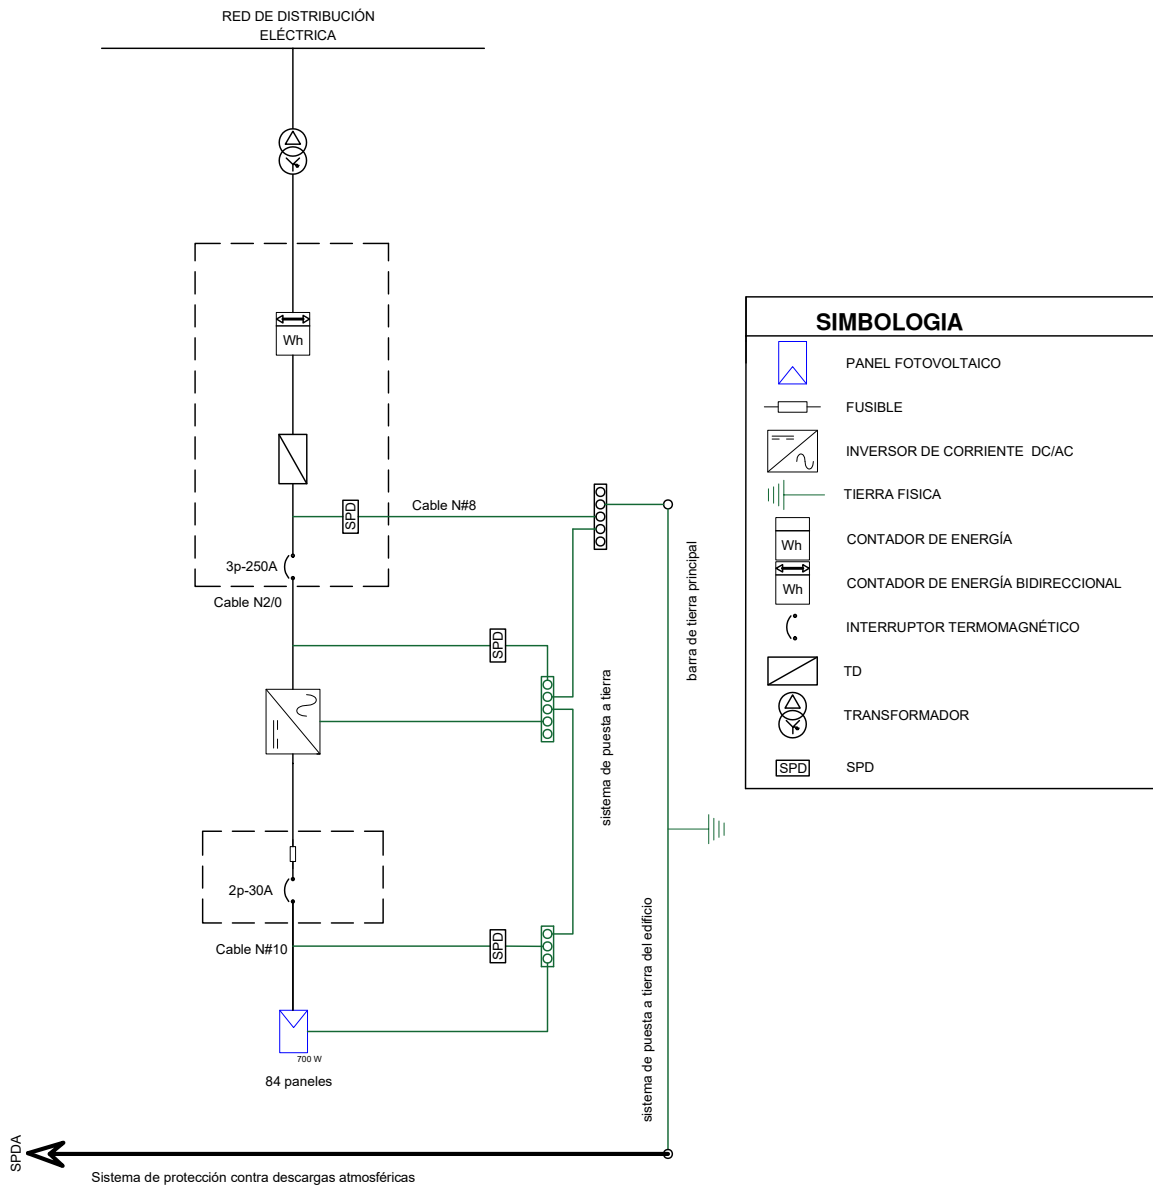 RED DE DISTRIBUCIÓN
ELÉCTRICA
Wh
SPD
Cable N#8
3p-250A
Cable N2/0
SPD
barra de tierra principal
sistema de puesta a tierra
2p-30A
Cable N#10
SPD
sistema de puesta a tierra del edificio
700 W
84 paneles
SPDA
Sistema de protección contra descargas atmosféricas
SIMBOLOGIA
PANEL FOTOVOLTAICO
FUSIBLE
INVERSOR DE CORRIENTE DC/AC
TIERRA FISICA
Wh
CONTADOR DE ENERGÍA
Wh
CONTADOR DE ENERGÍA BIDIRECCIONAL
INTERRUPTOR TERMOMAGNÉTICO
TD
TRANSFORMADOR
SPD
SPD